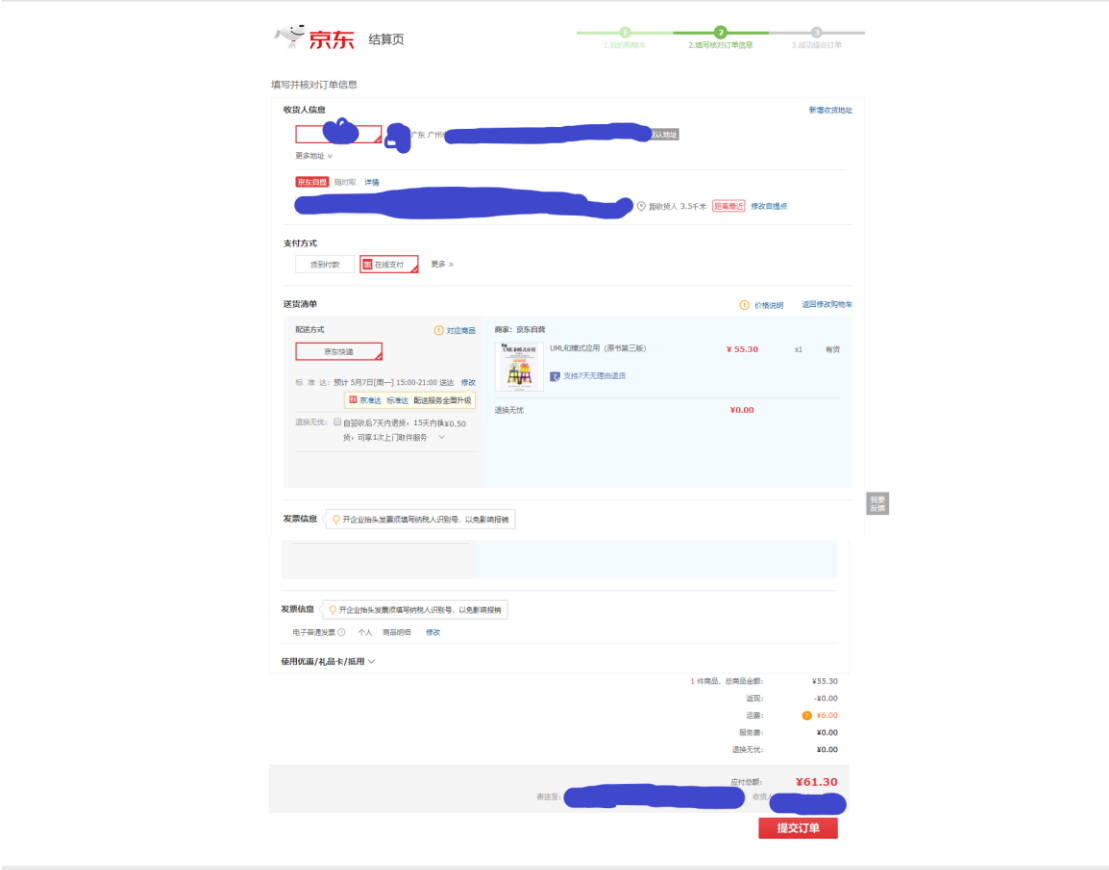 京东 结算页
1.我的购物车 2.填写核对订单信息 3.成功提交订单
填写并核对订单信息
收货人信息 新增收货地址
广东 广州 认地址
更多地址
京东自提 随时取 详情
距收货人 3.5千米 距离最近 修改自提点
支付方式
货到付款 在线支付 更多
送货清单 价格说明 返回修改购物车
配送方式 对应商品
商家：京东自营
京东快递
UML和模式应用（原书第三版） ¥ 55.30 x1 有货
支持7天无理由退货
标 准 达： 预计 5月7日[周一] 15:00-21:00 送达 修改
京准达 标准达 配送服务全面升级
退换无忧 ¥0.00
退换无忧： 自签收后7天内退货，15天内换¥0.50
货，可享1次上门取件服务
我要
反馈
发票信息 开企业抬头发票须填写纳税人识别号，以免影响报销
发票信息 开企业抬头发票须填写纳税人识别号，以免影响报销
电子普通发票 个人 商品明细 修改
使用优惠/礼品卡/抵用
1 件商品，总商品金额： ¥55.30
返现： -¥0.00
运费： ¥6.00
服务费： ¥0.00
退换无忧： ¥0.00
应付总额： ¥61.30
寄送至： 收货人
提交订单